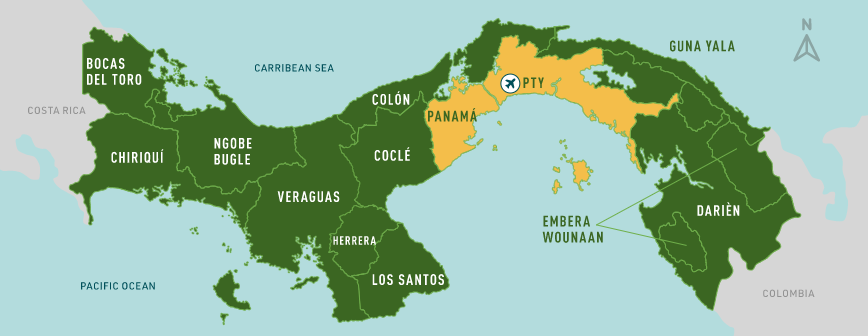 N
GUNA YALA
BOCAS
DEL TORO
CARRIBEAN SEA
PTY
COLÓN
COSTA RICA
PANAMÁ
NGOBE
BUGLE
CHIRIQUÍ
COCLÉ
VERAGUAS
DARIÈN
EMBERA
WOUNAAN
HERRERA
LOS SANTOS
PACIFIC OCEAN
COLOMBIA